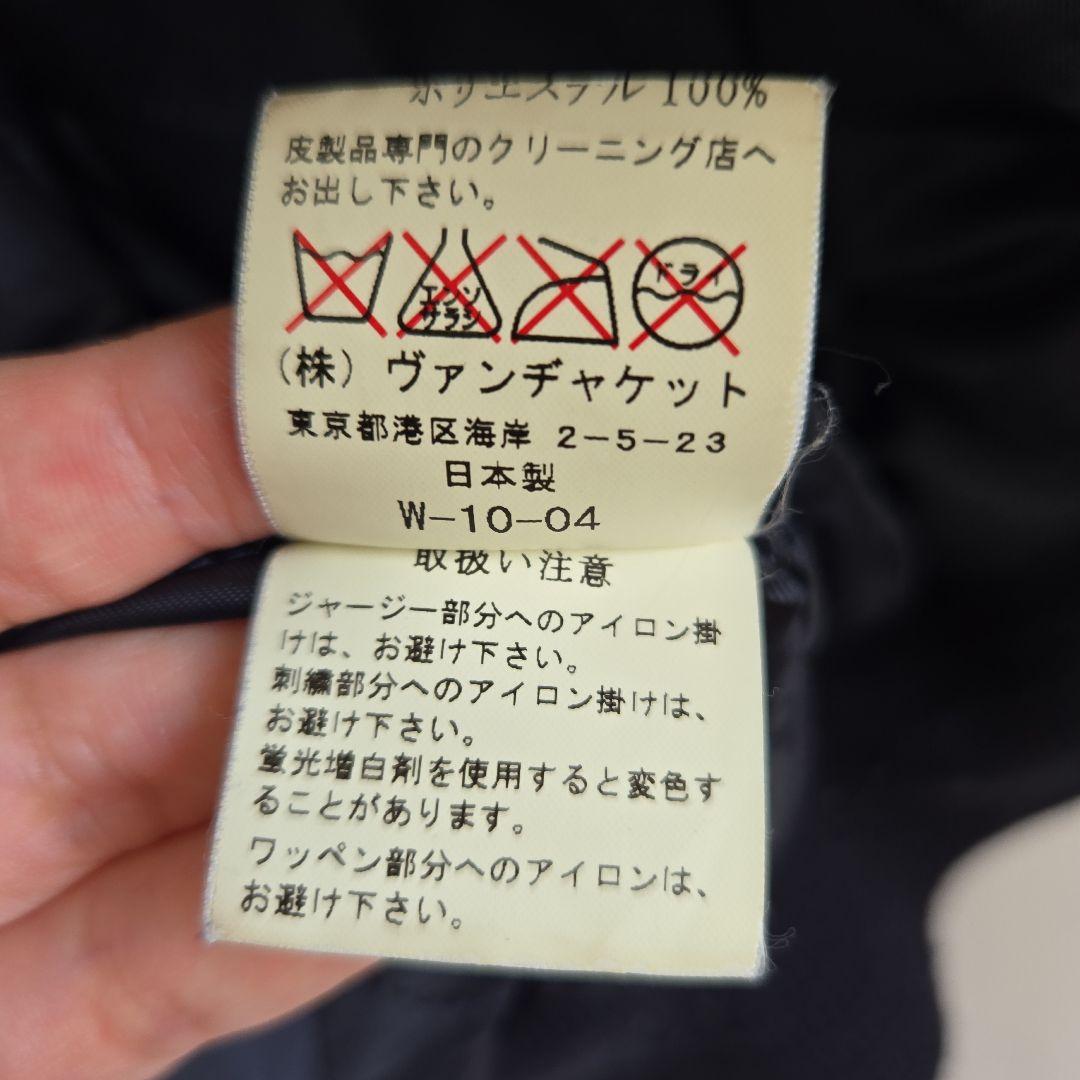 ポリエステル 100%
皮製品専門のクリーニング店へ
お出し下さい。
エンソ
サラシ
ドライ
(株) ヴァンヂャケット
東京都港区海岸 2-5-23
日本製
W-10-04
取扱い注意
ジャージー部分へのアイロン掛
けは、お避け下さい。
刺繍部分へのアイロン掛けは、
お避け下さい。
蛍光増白剤を使用すると変色す
ることがあります。
ワッペン部分へのアイロンは、
お避け下さい。